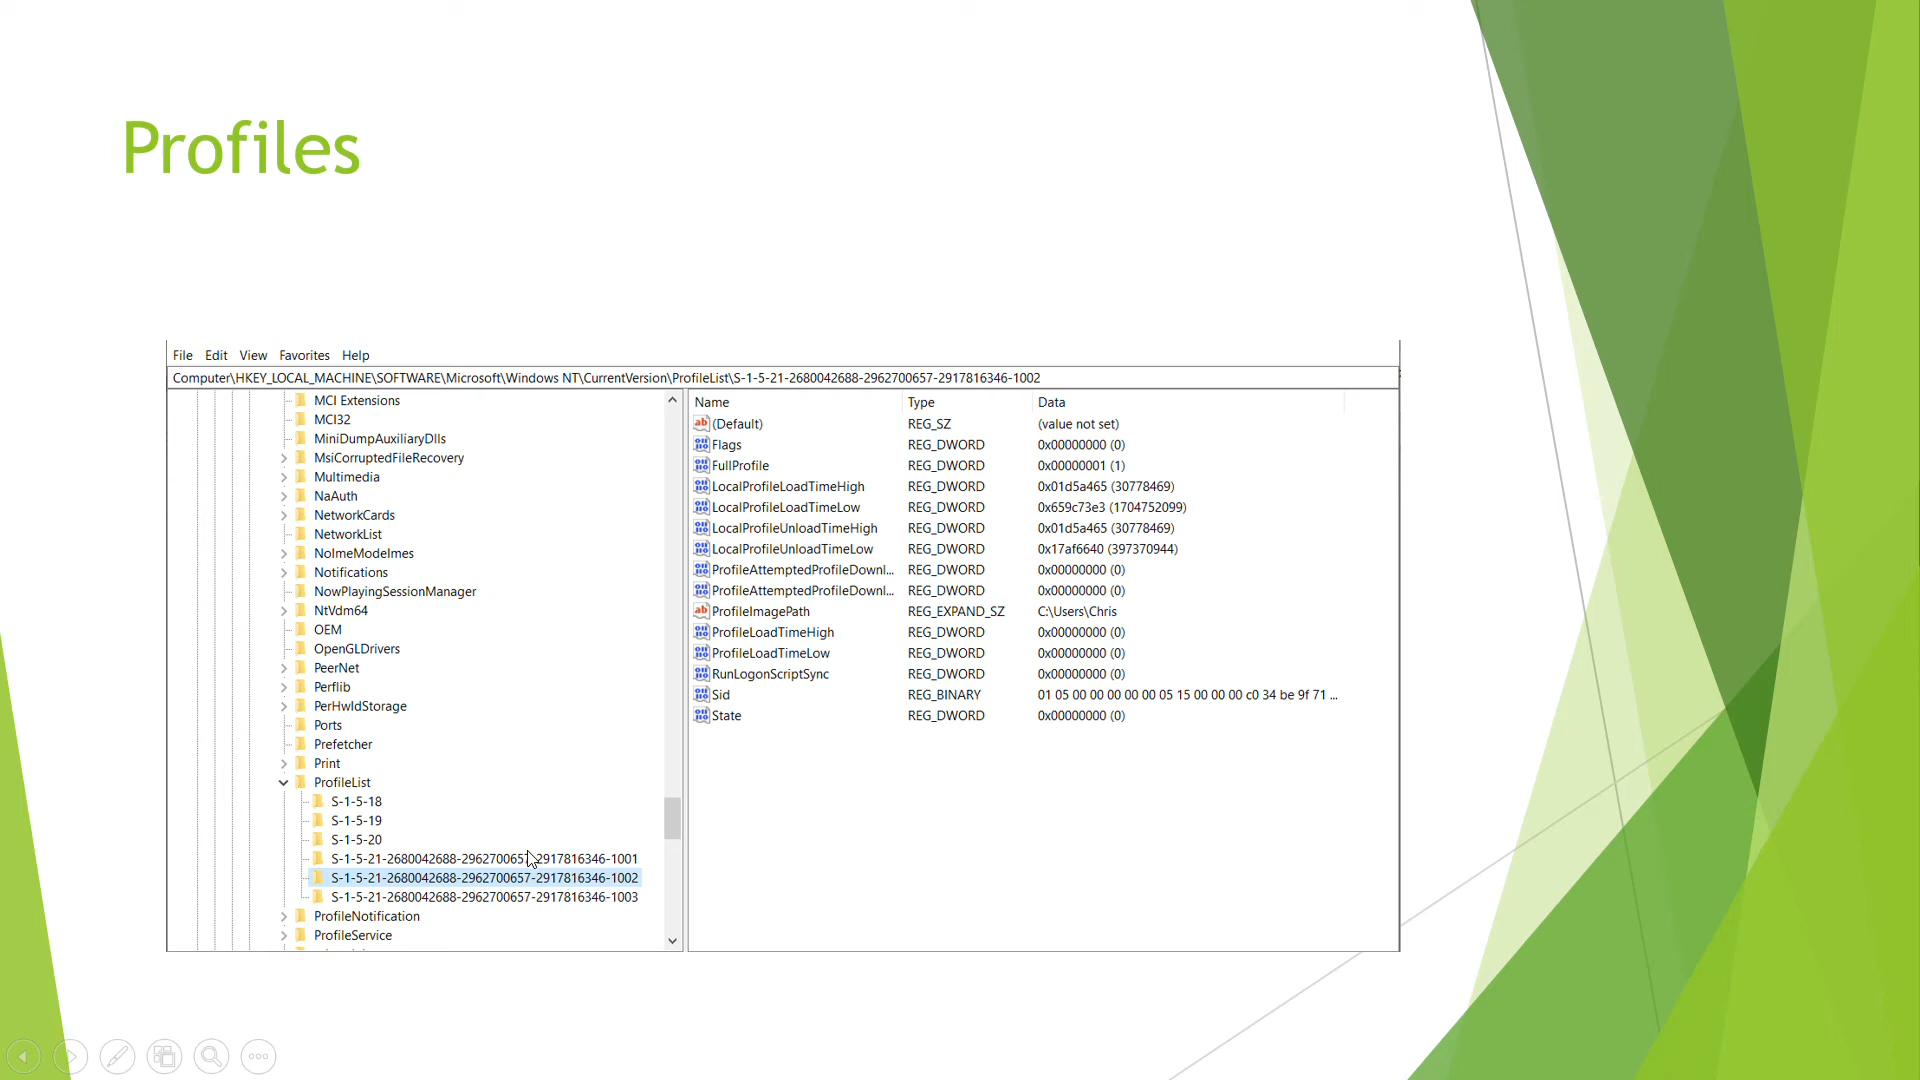 Profiles
File Edit View Favorites Help
Computer\HKEY_LOCAL_MACHINE\SOFTWARE\Microsoft\Windows NT\CurrentVersion\ProfileList\S-1-5-21-2680042688-2962700657-2917816346-1002
MCI Extensions
MCI32
MiniDumpAuxiliaryDlls
MsiCorruptedFileRecovery
Multimedia
NaAuth
NetworkCards
NetworkList
NoImeModeImes
Notifications
NowPlayingSessionManager
NtVdm64
OEM
OpenGLDrivers
PeerNet
Perflib
PerHwIdStorage
Ports
Prefetcher
Print
ProfileList
S-1-5-18
S-1-5-19
S-1-5-20
S-1-5-21-2680042688-2962700657-2917816346-1001
S-1-5-21-2680042688-2962700657-2917816346-1002
S-1-5-21-2680042688-2962700657-2917816346-1003
ProfileNotification
ProfileService
Name Type Data
(Default) REG_SZ (value not set)
Flags REG_DWORD 0x00000000 (0)
FullProfile REG_DWORD 0x00000001 (1)
LocalProfileLoadTimeHigh REG_DWORD 0x01d5a465 (30778469)
LocalProfileLoadTimeLow REG_DWORD 0x659c73e3 (1704752099)
LocalProfileUnloadTimeHigh REG_DWORD 0x01d5a465 (30778469)
LocalProfileUnloadTimeLow REG_DWORD 0x17af6640 (397370944)
ProfileAttemptedProfileDownl... REG_DWORD 0x00000000 (0)
ProfileAttemptedProfileDownl... REG_DWORD 0x00000000 (0)
ProfileImagePath REG_EXPAND_SZ C:\Users\Chris
ProfileLoadTimeHigh REG_DWORD 0x00000000 (0)
ProfileLoadTimeLow REG_DWORD 0x00000000 (0)
RunLogonScriptSync REG_DWORD 0x00000000 (0)
Sid REG_BINARY 01 05 00 00 00 00 00 05 15 00 00 00 c0 34 be 9f 71 ...
State REG_DWORD 0x00000000 (0)